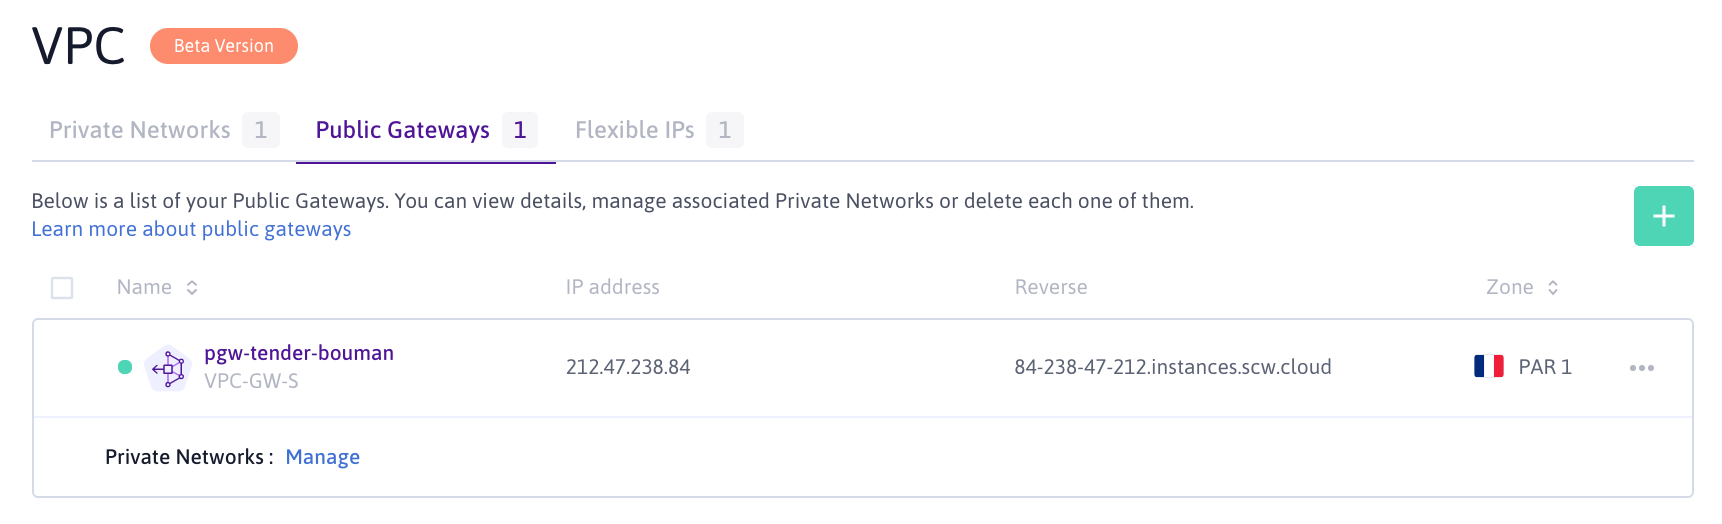 VPC Beta Version
Private Networks 1 Public Gateways 1 Flexible IPs 1
Below is a list of your Public Gateways. You can view details, manage associated Private Networks or delete each one of them.
Learn more about public gateways
+
Name IP address Reverse Zone
pgw-tender-bouman
VPC-GW-S
212.47.238.84 84-238-47-212.instances.scw.cloud PAR 1
Private Networks : Manage